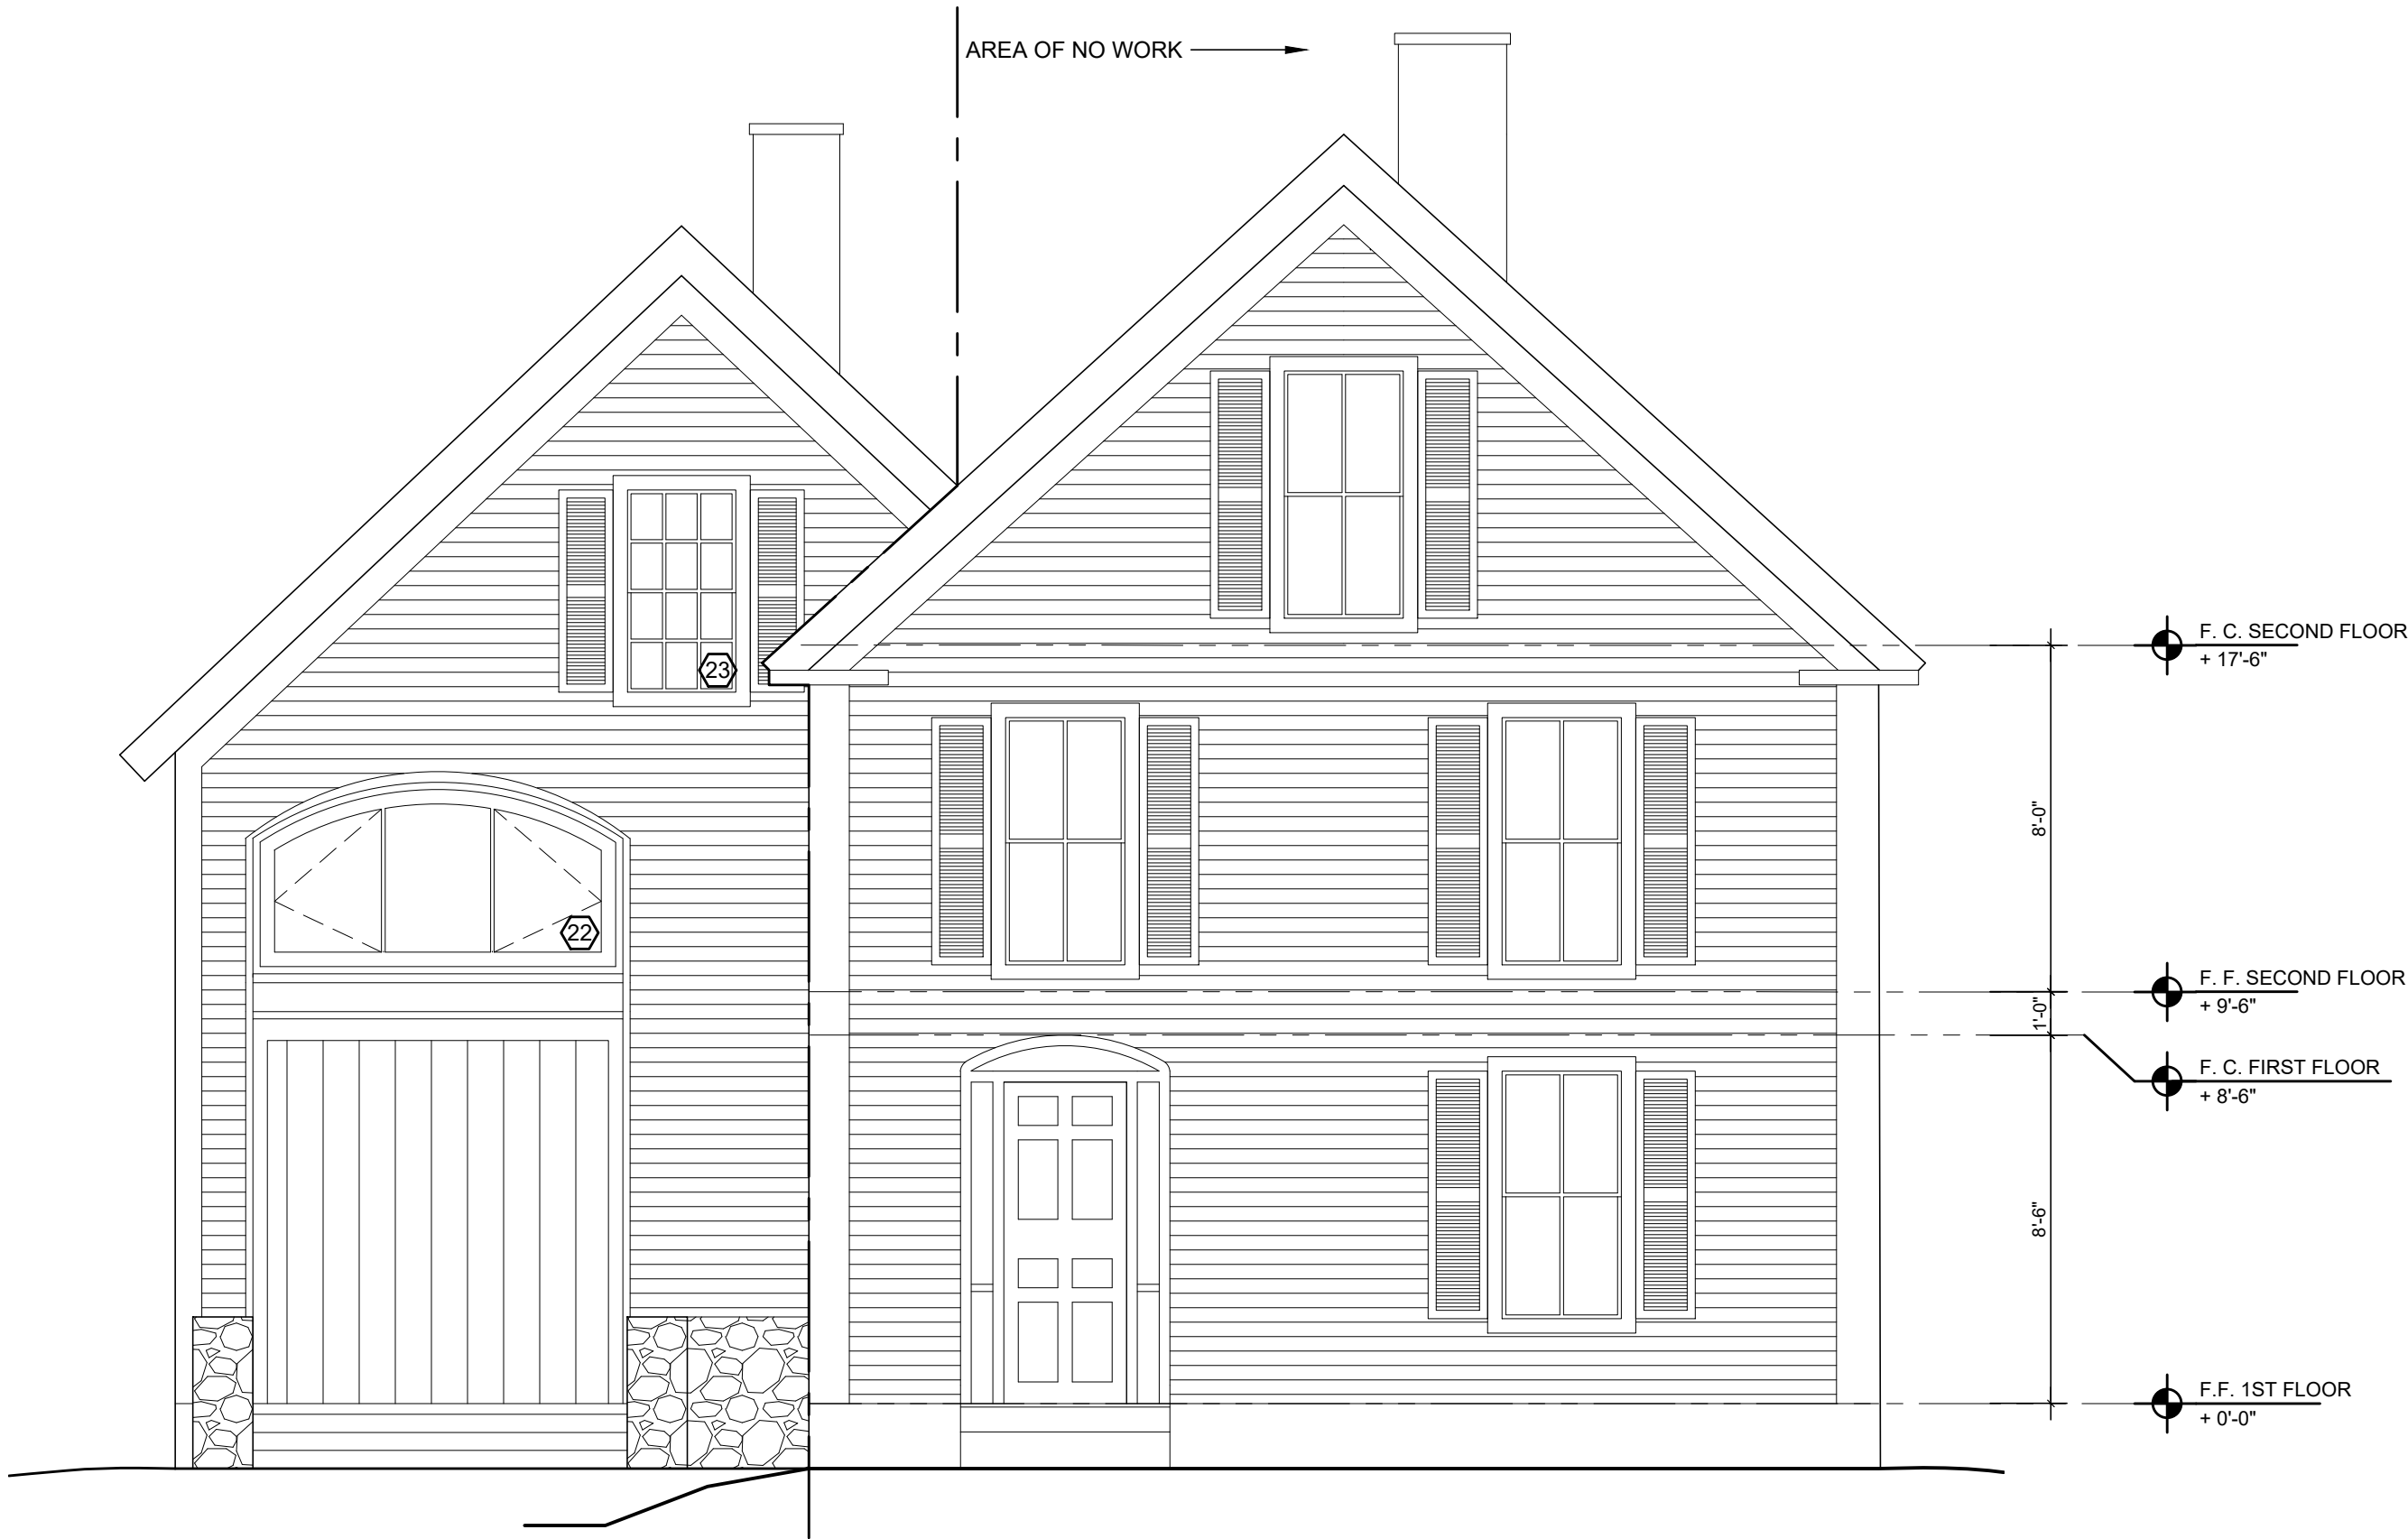 AREA OF NO WORK
23
22
F. C. SECOND FLOOR
+ 17'-6"
8'-0"
F. F. SECOND FLOOR
+ 9'-6"
1'-0"
F. C. FIRST FLOOR
+ 8'-6"
8'-6"
F.F. 1ST FLOOR
+ 0'-0"